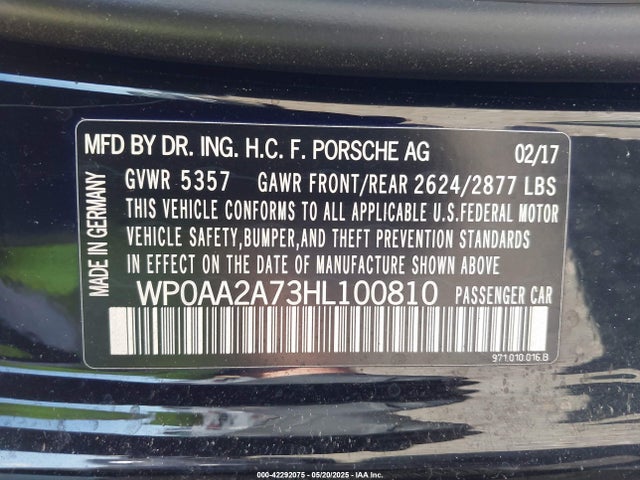 MFD BY DR. ING. H.C. F. PORSCHE AG 02/17
GVWR 5357 GAWR FRONT/REAR 2624/2877 LBS
THIS VEHICLE CONFORMS TO ALL APPLICABLE U.S.FEDERAL MOTOR
VEHICLE SAFETY,BUMPER,AND THEFT PREVENTION STANDARDS
IN EFFECT ON THE DATE OF MANUFACTURE SHOWN ABOVE
WP0AA2A73HL100810 PASSENGER CAR
971.010.016.B
MADE IN GERMANY
000-42292075 - 05/20/2025 - IAA, Inc.